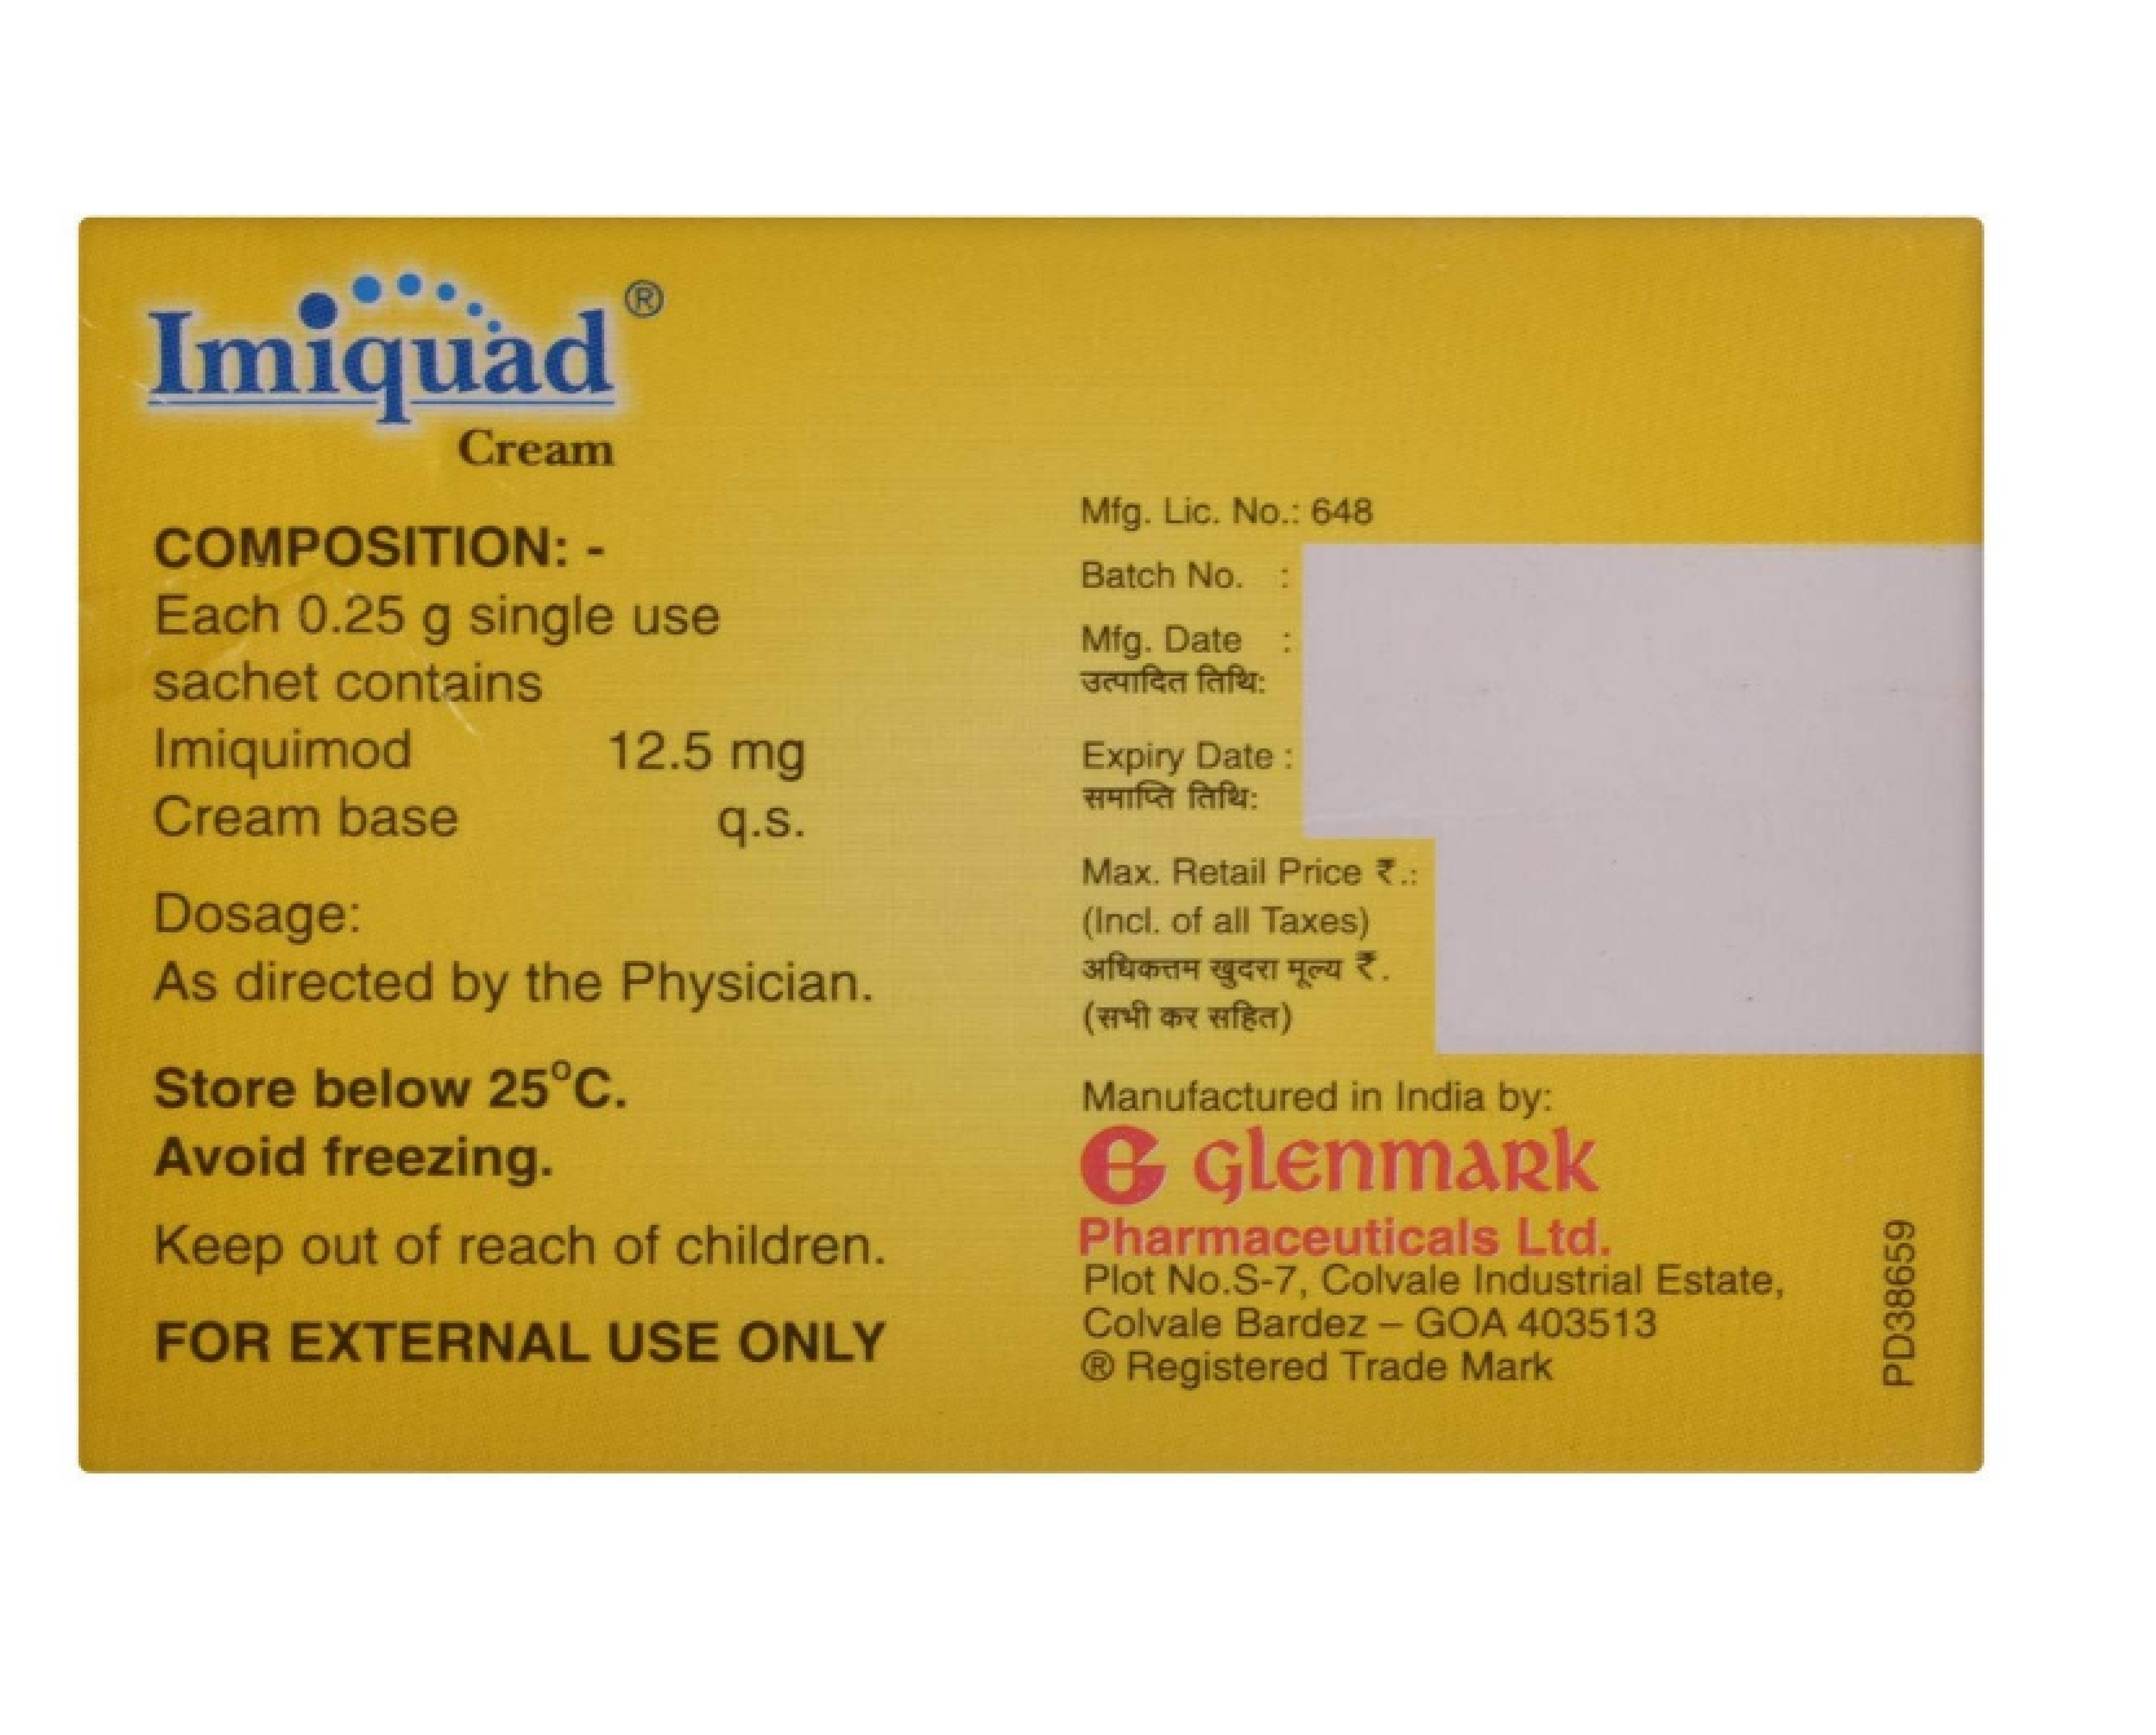 Imiquad®
Cream
COMPOSITION: -
Each 0.25 g single use
sachet contains
Imiquimod 12.5 mg
Cream base q.s.
Dosage:
As directed by the Physician.
Store below 25°C.
Avoid freezing.
Keep out of reach of children.
FOR EXTERNAL USE ONLY
Mfg. Lic. No.: 648
Batch No. :
Mfg. Date :
उत्पादित तिथि:
Expiry Date :
समाप्ति तिथि:
Max. Retail Price ₹.:
(Incl. of all Taxes)
अधिकत्तम खुदरा मूल्य ₹.
(सभी कर सहित)
Manufactured in India by:
G glenmark
Pharmaceuticals Ltd.
Plot No.S-7, Colvale Industrial Estate,
Colvale Bardez – GOA 403513
® Registered Trade Mark
PD38659